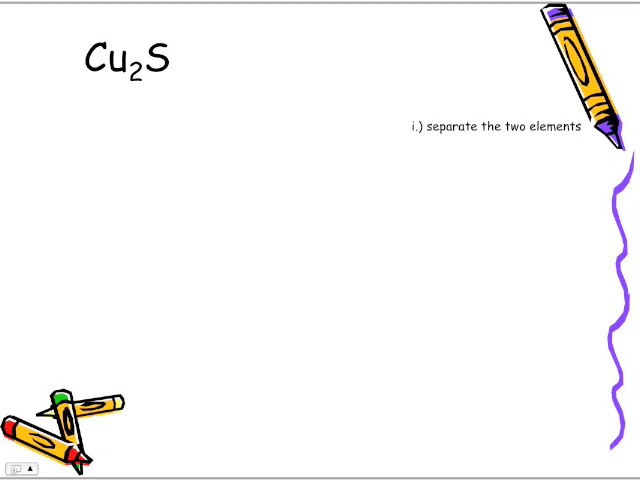 Cu₂S
i.) separate the two elements